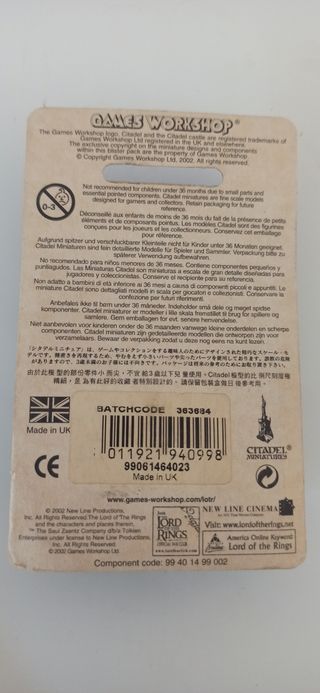 GAMES WORKSHOP®
The Games Workshop logo, Citadel and the Citadel castle are registered trademarks of
Games Workshop Ltd registered in the UK and elsewhere.
The exclusive copyright on the miniature designs and components
within this blister pack are the property of Games Workshop
© Copyright Games Workshop Ltd. 2002. All rights reserved.
0-3
Not recommended for children under 36 months due to small parts and
essential pointed components. Citadel miniatures are fine scale models
designed for gamers and collectors. Retain packaging for future
reference.
Déconseillé aux enfants de moins de 36 mois du fait de la présence de petits
éléments et de composants pointus. Les modèles Citadel sont des figurines
conçues pour les joueurs et les collectionneurs. Conservez cet emballage
pour référence.
Aufgrund spitzer und verschluckbarer Kleinteile nicht für Kinder unter 36 Monaten geeignet.
Citadel Miniaturen sind fein detaillierte Modelle für Spieler und Sammler. Verpackung bitte zu
späterer Verwendung aufbewahren.
No recomendado para niños menores de 36 meses. Contiene componentes pequeños y
puntiagudos. Las Miniaturas Citadel son modelos a escala de gran detalle diseñadas para
jugadores y coleccionistas. Conserve el recipiente para su referencia.
Non adatto a bambini di età inferiore ai 36 mesi a causa di componenti piccoli e appuntiti. Le
miniature Citadel sono dettagliati modelli in scala per giocatori e collezionisti. Conservare la
confezione per futuri riferimenti.
Anbefales ikke til børn under 36 måneder. Indeholder små dele og meget spidse
komponenter. Citadel miniaturer er modeller i lille skala fremstillet til brug for spillere og
samlere. Gem emballagen for evt. senere henvendelse.
Niet aanbevolen voor kinderen onder de 36 maanden vanwege kleine onderdelen en scherpe
componenten. Citadel miniaturen zijn gedetailleerde modellen die ontworpen zijn voor
verzamelaars. Bewaar de verpakking zodat u deze nog eens na kunt lezen.
Made in UK
BATCHCODE 363684
5 011921 940998
99061464023
Made in UK
CITADEL
MINIATURES
CE
www.games-workshop.com/lotr/
© 2002 New Line Productions,
Inc. All Rights Reserved. The Lord of The Rings
and the characters and places therein,
™ The Saul Zaentz Company d/b/a Tolkien
Enterprises under license to New Line Productions,
Inc. All Rights Reserved.
© 2002 Games Workshop Ltd.
THE
LORD
OF THE
RINGS
NEW LINE CINEMA
Visit: www.lordoftherings.net
America Online Keyword:
Lord of the Rings
Component code: 99 40 14 99 002